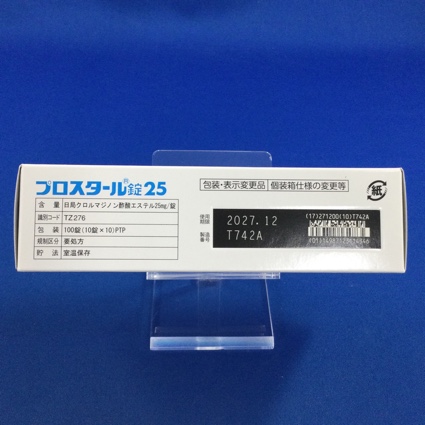 プロスタール®錠25
含量 日局クロルマジノン酢酸エステル25mg/錠
識別コード TZ276
包装 100錠(10錠×10)PTP
規制区分 要処方
貯法 室温保存
包装・表示変更品 個装箱仕様の変更等
紙
使用期限 2027.12
製造番号 T742A
(17)271200(10)T742A